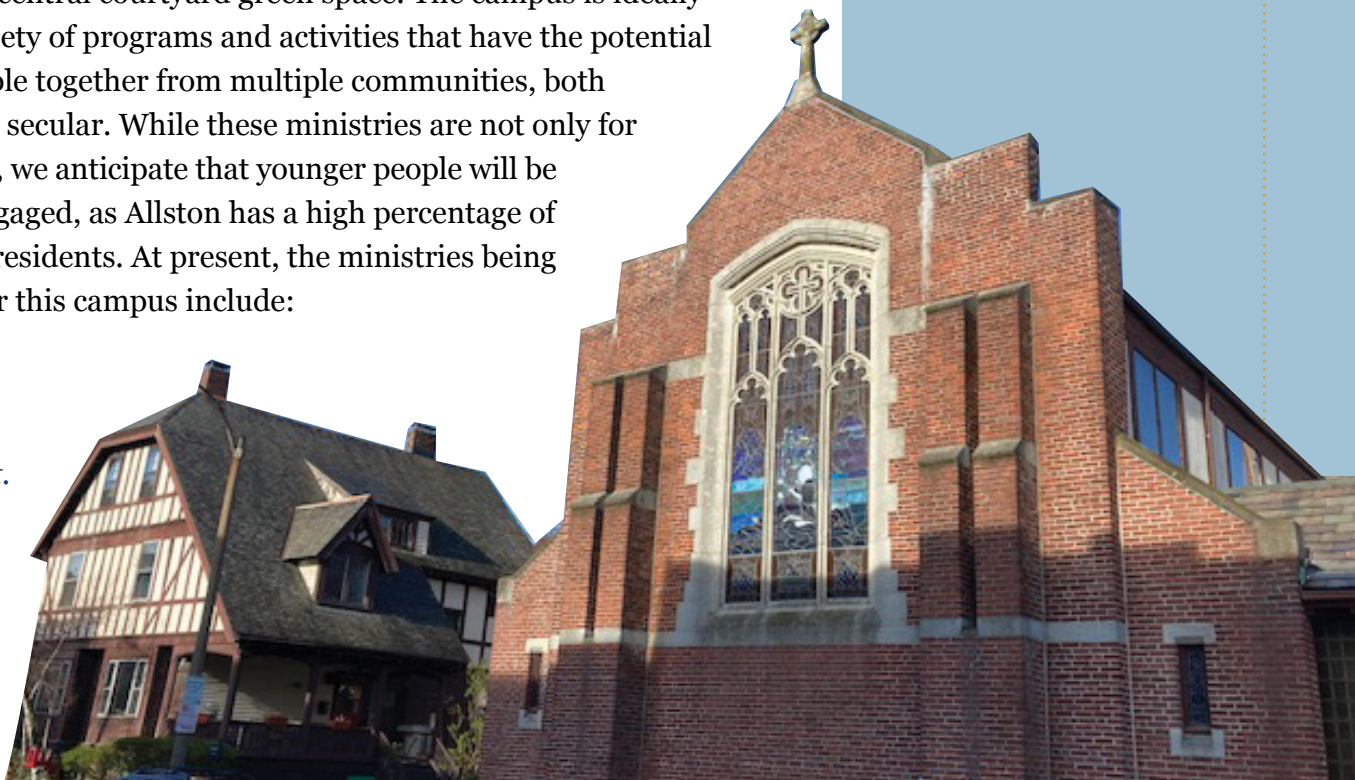 central courtyard green space. The campus is ideally
ety of programs and activities that have the potential
ple together from multiple communities, both
secular. While these ministries are not only for
, we anticipate that younger people will be
gaged, as Allston has a high percentage of
residents. At present, the ministries being
r this campus include:
t.